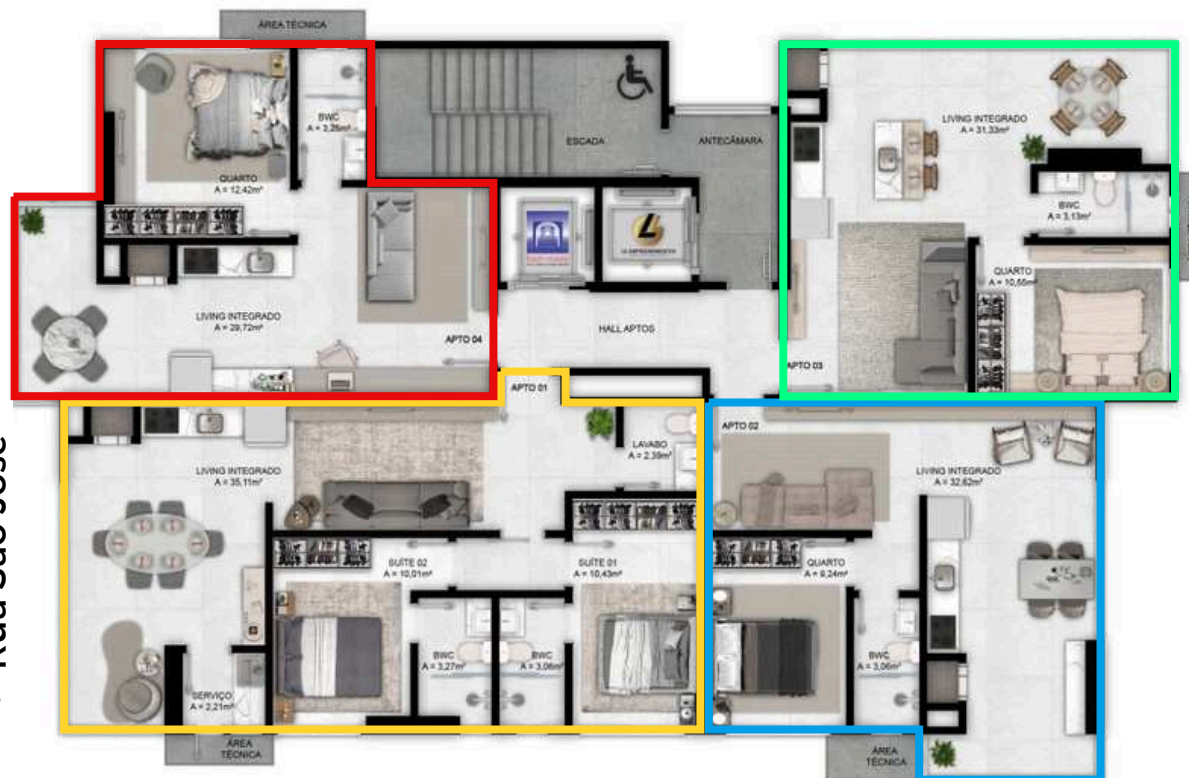 ÁREA TÉCNICA
BWC
A = 3,26m²
QUARTO
A = 12,42m²
ESCADA
ANTECÂMARA
LIVING INTEGRADO
A = 31,33m²
BWC
A = 3,13m²
QUARTO
LIVING INTEGRADO
A = 29,72m²
APTO 04
HALL APTOS
APTO 03
APTO 01
APTO 02
LAVABO
A = 2,39m²
LIVING INTEGRADO
A = 35,11m²
LIVING INTEGRADO
A = 32,62m²
SUÍTE 02
A = 10,01m²
SUÍTE 01
A = 10,43m²
QUARTO
A = 9,24m²
BWC
A = 3,27m²
BWC
A = 3,06m²
BWC
A = 3,06m²
SERVIÇO
A = 2,21m²
ÁREA
TÉCNICA
ÁREA
TÉCNICA
Rua São José